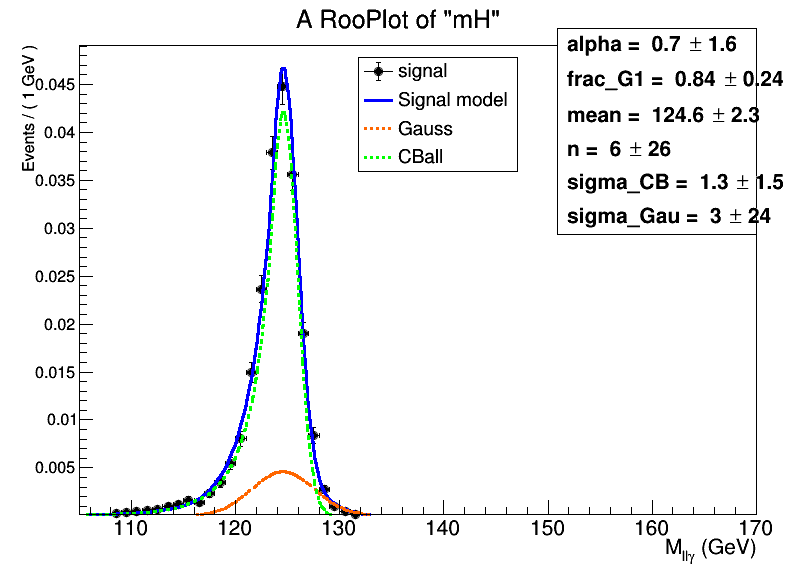 A RooPlot of "mH"
Events / ( 1 GeV )
0.045
0.04
0.035
0.03
0.025
0.02
0.015
0.01
0.005
signal
Signal model
Gauss
CBall
alpha = 0.7 ± 1.6
frac_G1 = 0.84 ± 0.24
mean = 124.6 ± 2.3
n = 6 ± 26
sigma_CB = 1.3 ± 1.5
sigma_Gau = 3 ± 24
110 120 130 140 150 160 170
M_llγ (GeV)